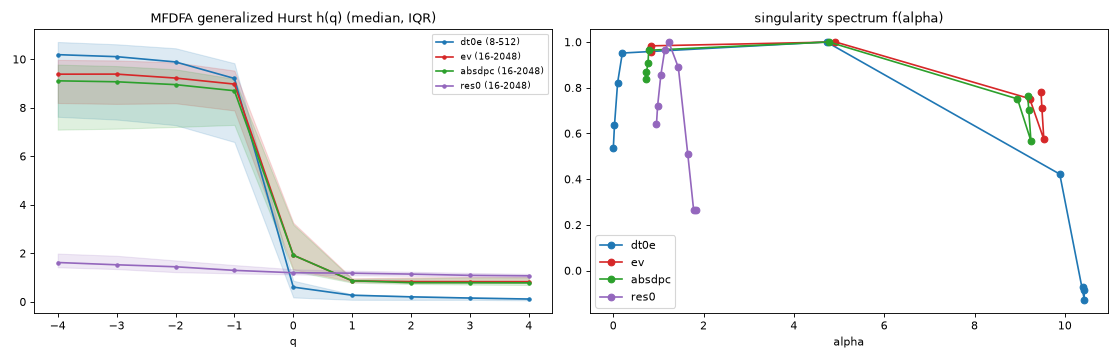 MFDFA generalized Hurst h(q) (median, IQR)
dt0e (8-512)
ev (16-2048)
absdpc (16-2048)
res0 (16-2048)
10
8
6
4
2
0
−4
−3
−2
−1
0
1
2
3
4
q
singularity spectrum f(alpha)
1.0
0.8
0.6
0.4
0.2
0.0
dt0e
ev
absdpc
res0
0
2
4
6
8
10
alpha